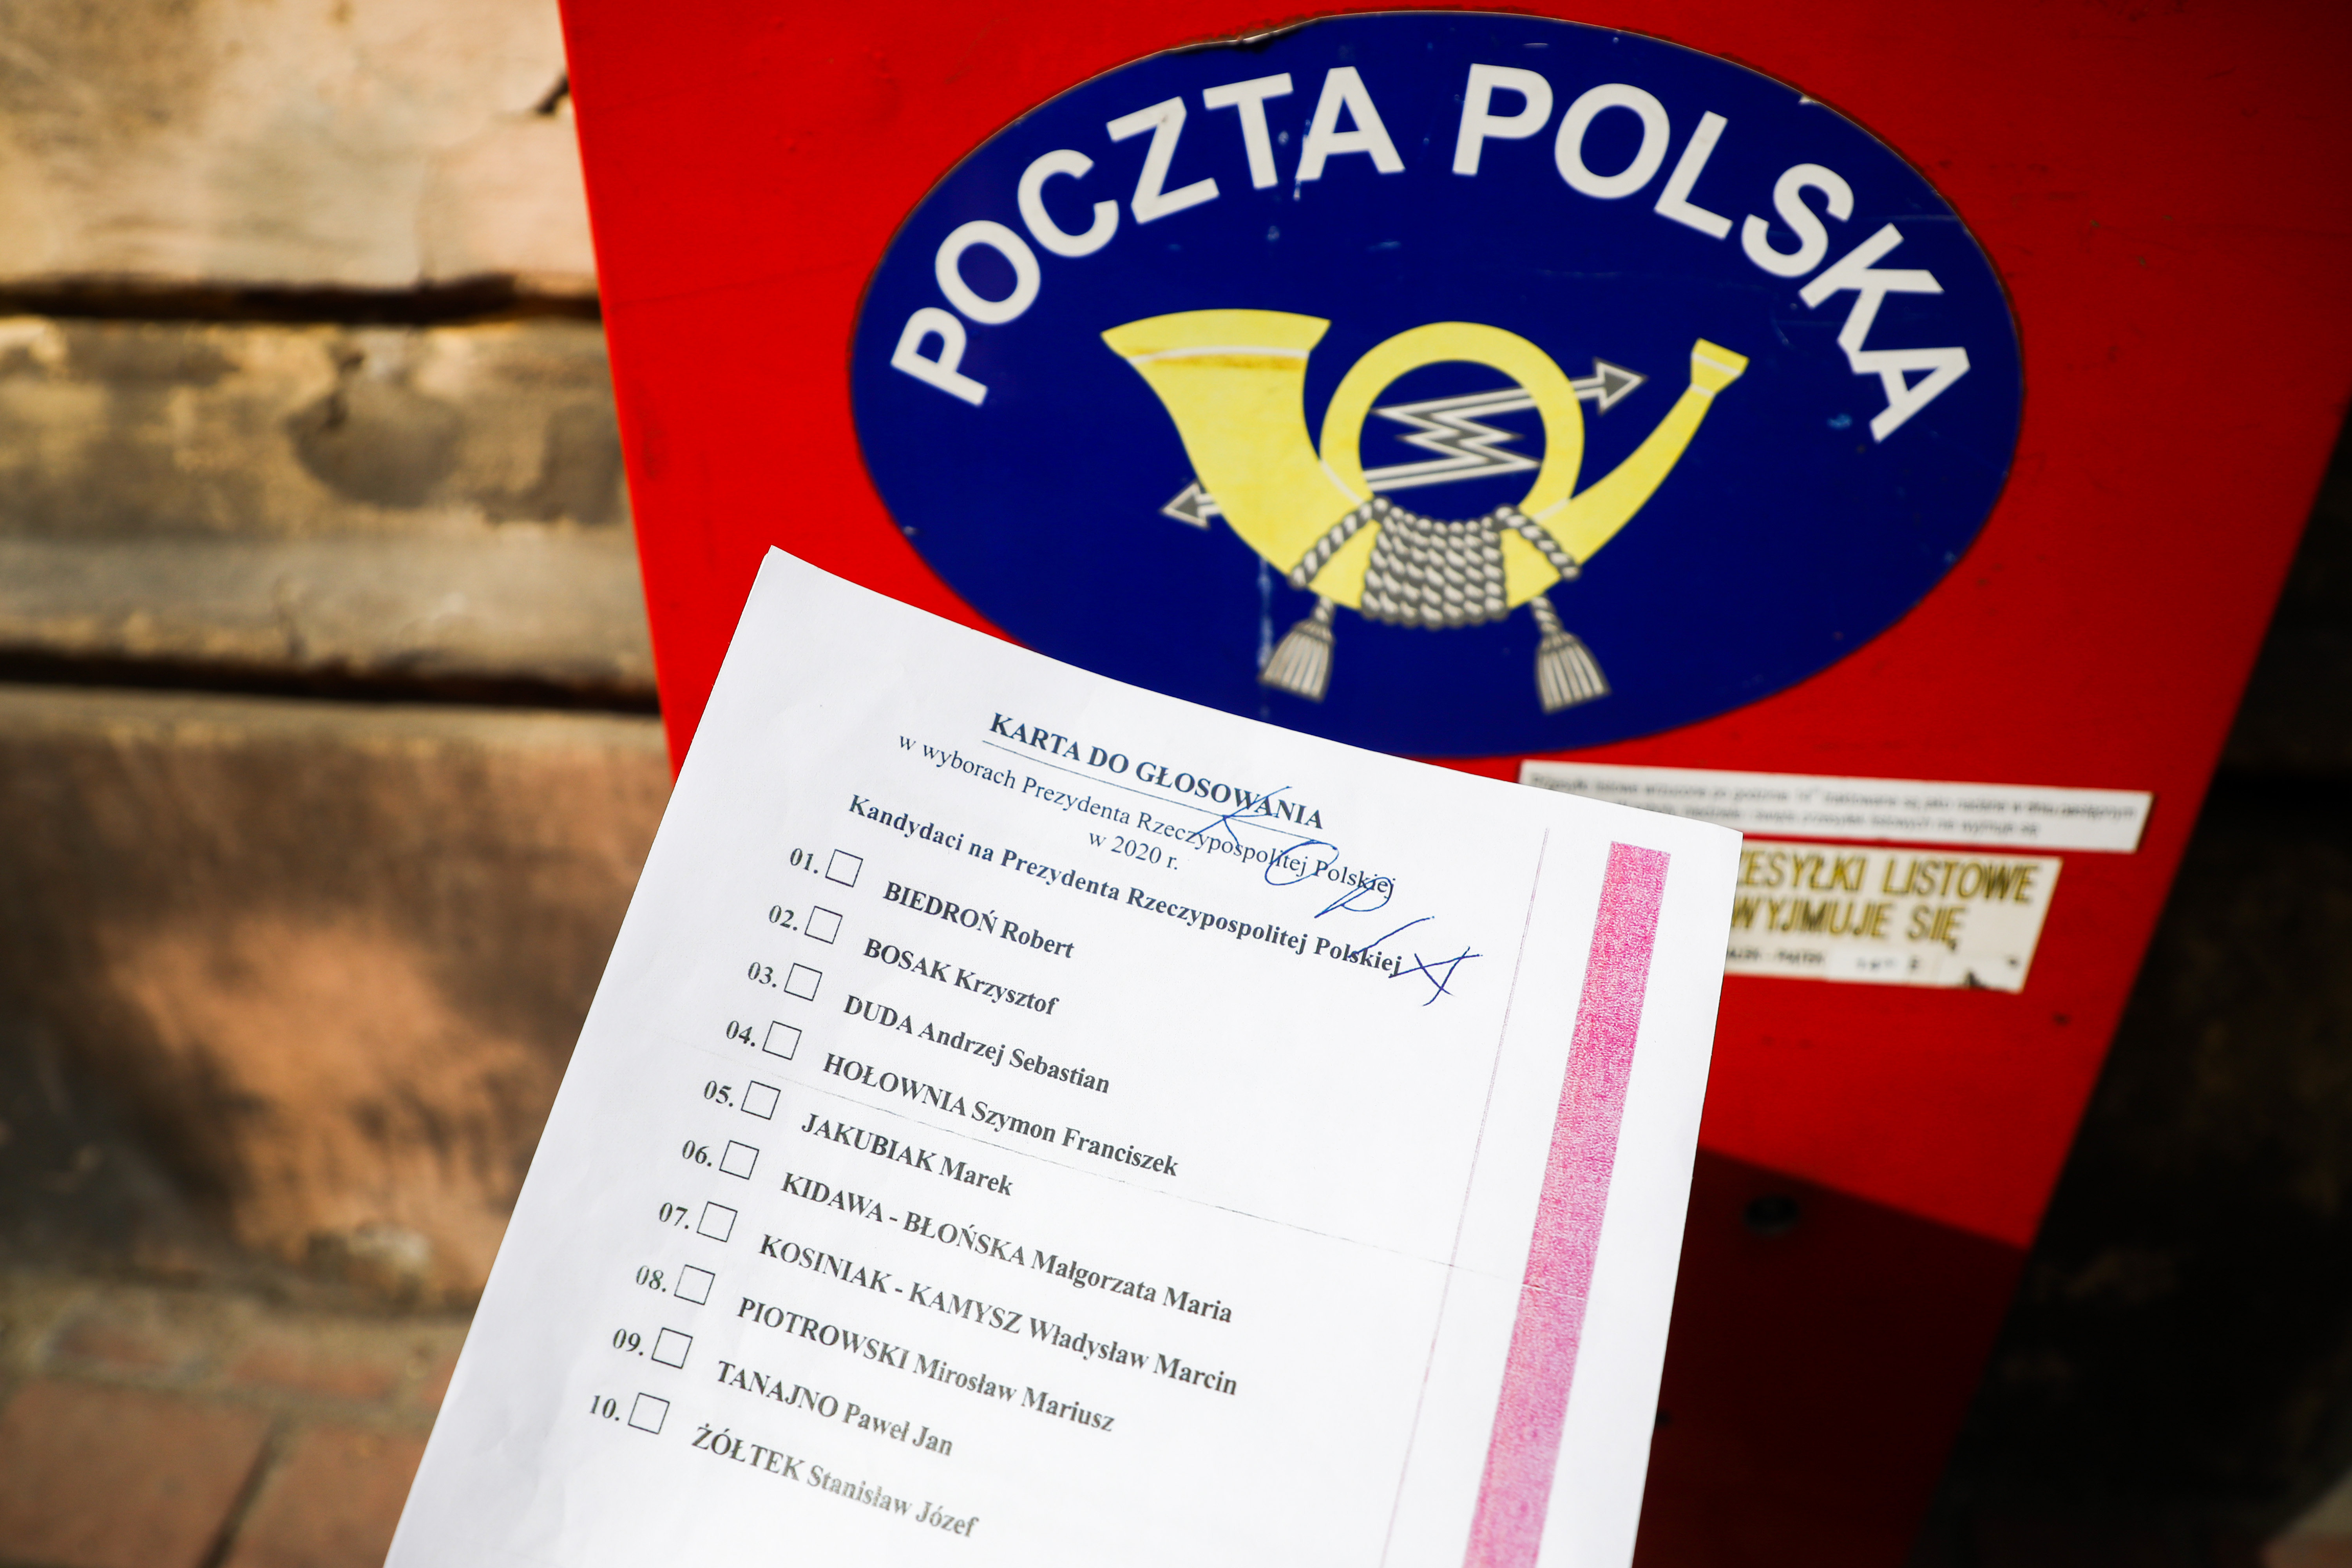 POCZTA POLSKA
KARTA DO GŁOSOWANIA
w wyborach Prezydenta Rzeczypospolitej Polskiej
w 2020 r.
Kandydaci na Prezydenta Rzeczypospolitej Polskiej
01. BIEDROŃ Robert
02. BOSAK Krzysztof
03. DUDA Andrzej Sebastian
04. HOŁOWNIA Szymon Franciszek
05. JAKUBIAK Marek
06. KIDAWA - BŁOŃSKA Małgorzata Maria
07. KOSINIAK - KAMYSZ Władysław Marcin
08. PIOTROWSKI Mirosław Mariusz
09. TANAJNO Paweł Jan
10. ŻÓŁTEK Stanisław Józef
ZESYŁKI LISTOWE
WYJMUJE SIĘ